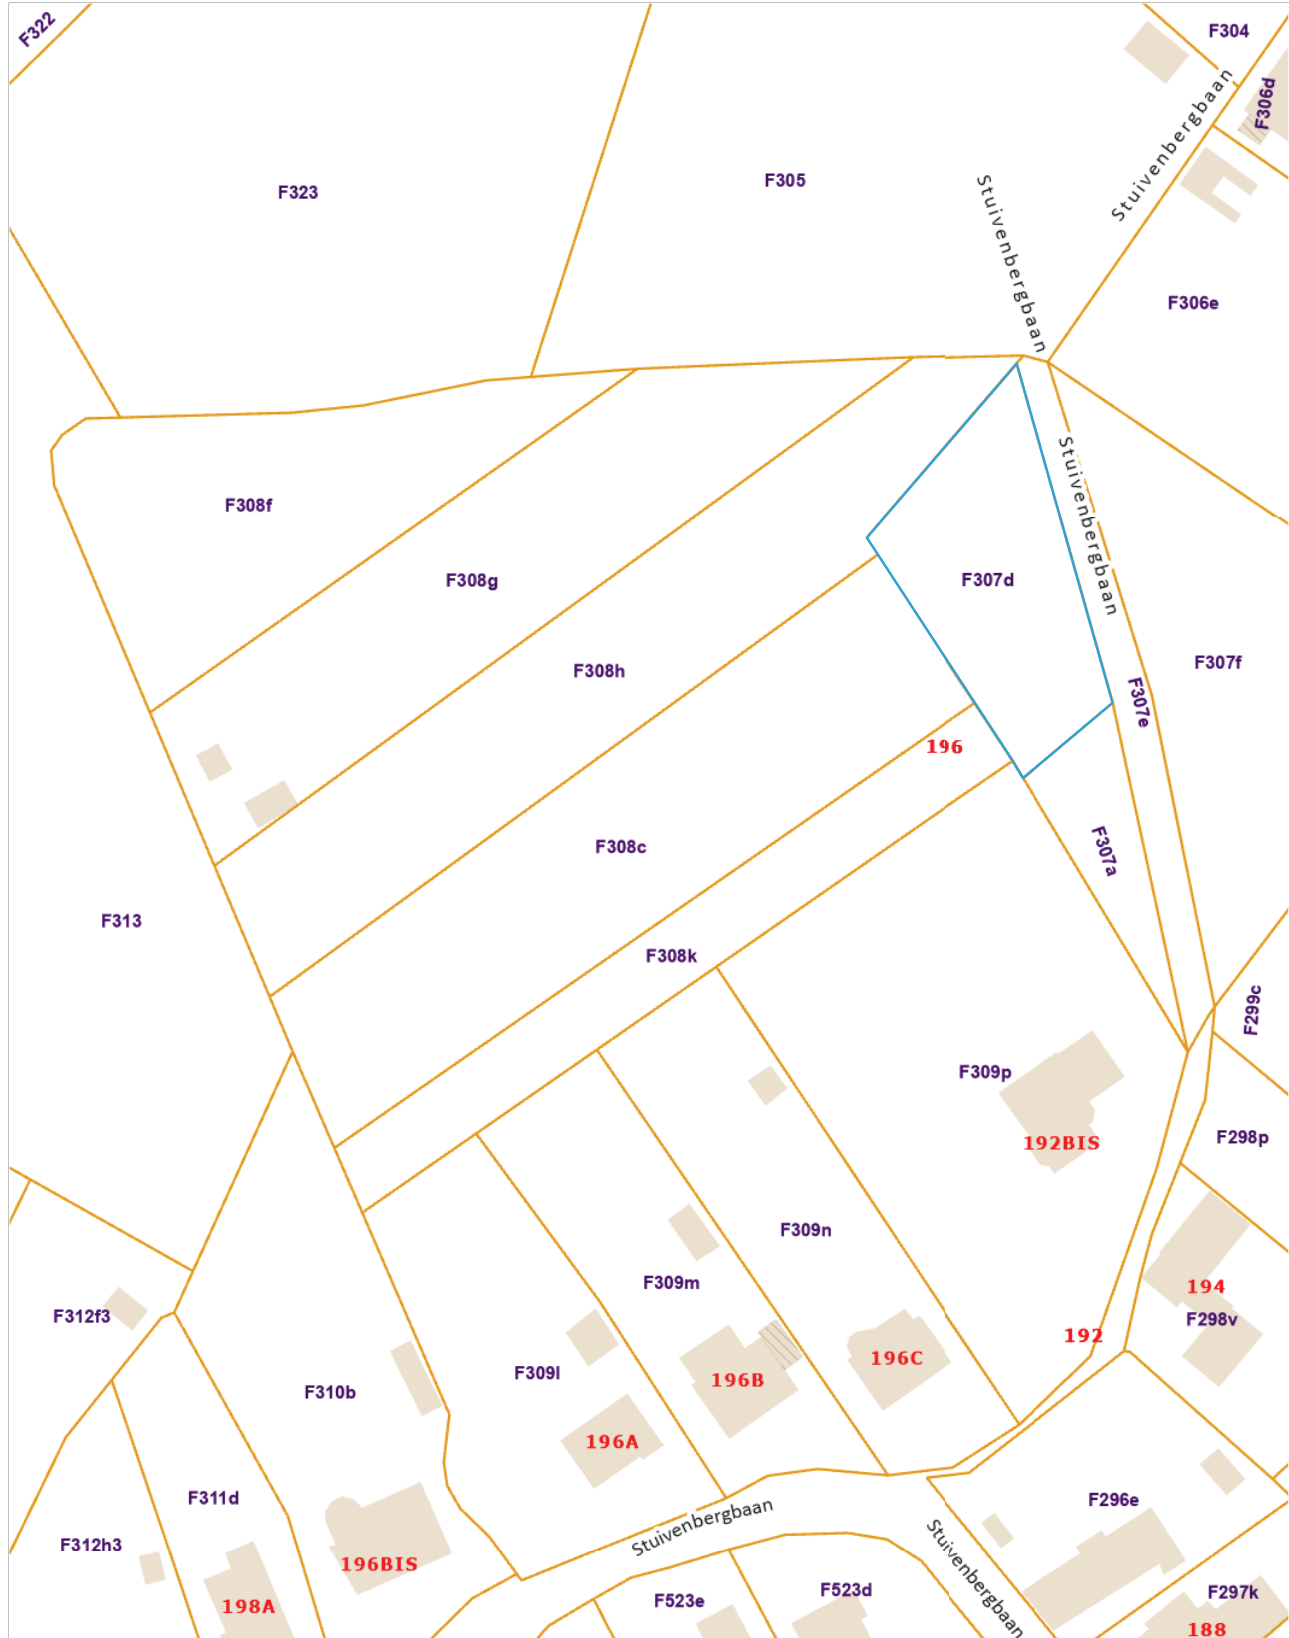 F322
F304
F306d
Stuivenbergbaan
F323
F305
Stuivenbergbaan
F306e
F308f
Stuivenbergbaan
F308g
F307d
F308h
F307f
F307e
196
F308c
F307a
F313
F308k
F299c
F309p
192BIS
F298p
F309n
F309m
194
F312f3
F298v
192
196C
F309l
196B
F310b
196A
F311d
F296e
Stuivenbergbaan
F312h3
196BIS
Stuivenbergbaan
F523e
F523d
F297k
198A
188